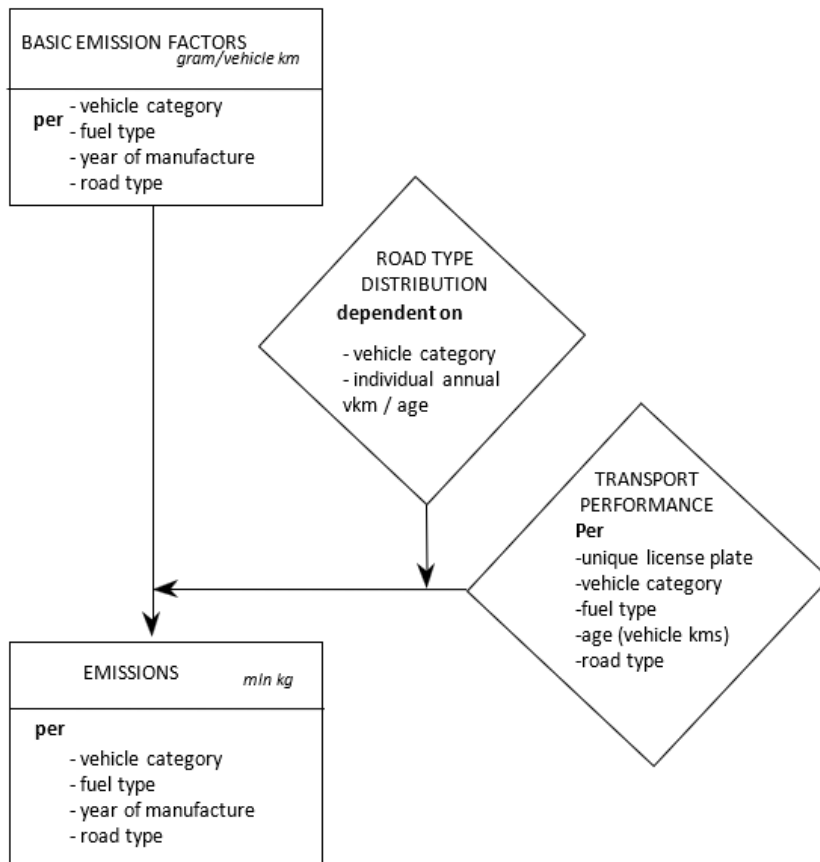 BASIC EMISSION FACTORS
gram/vehicle km
per
- vehicle category
- fuel type
- year of manufacture
- road type
ROAD TYPE
DISTRIBUTION
dependent on
- vehicle category
- individual annual
vkm / age
TRANSPORT
PERFORMANCE
Per
-unique license plate
-vehicle category
-fuel type
-age (vehicle kms)
-road type
EMISSIONS
mln kg
per
- vehicle category
- fuel type
- year of manufacture
- road type